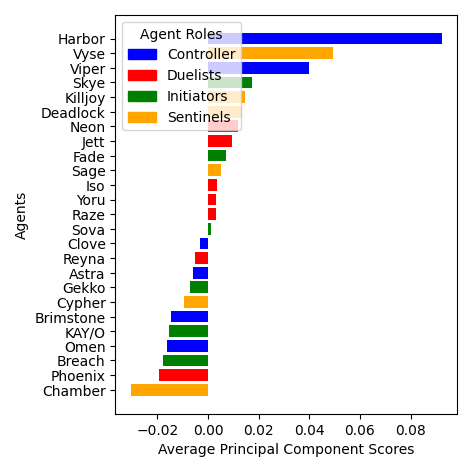 Agent Roles
Controller
Duelists
Initiators
Sentinels
Agents
Harbor
Vyse
Viper
Skye
Killjoy
Deadlock
Neon
Jett
Fade
Sage
Iso
Yoru
Raze
Sova
Clove
Reyna
Astra
Gekko
Cypher
Brimstone
KAY/O
Omen
Breach
Phoenix
Chamber
−0.02 0.00 0.02 0.04 0.06 0.08
Average Principal Component Scores